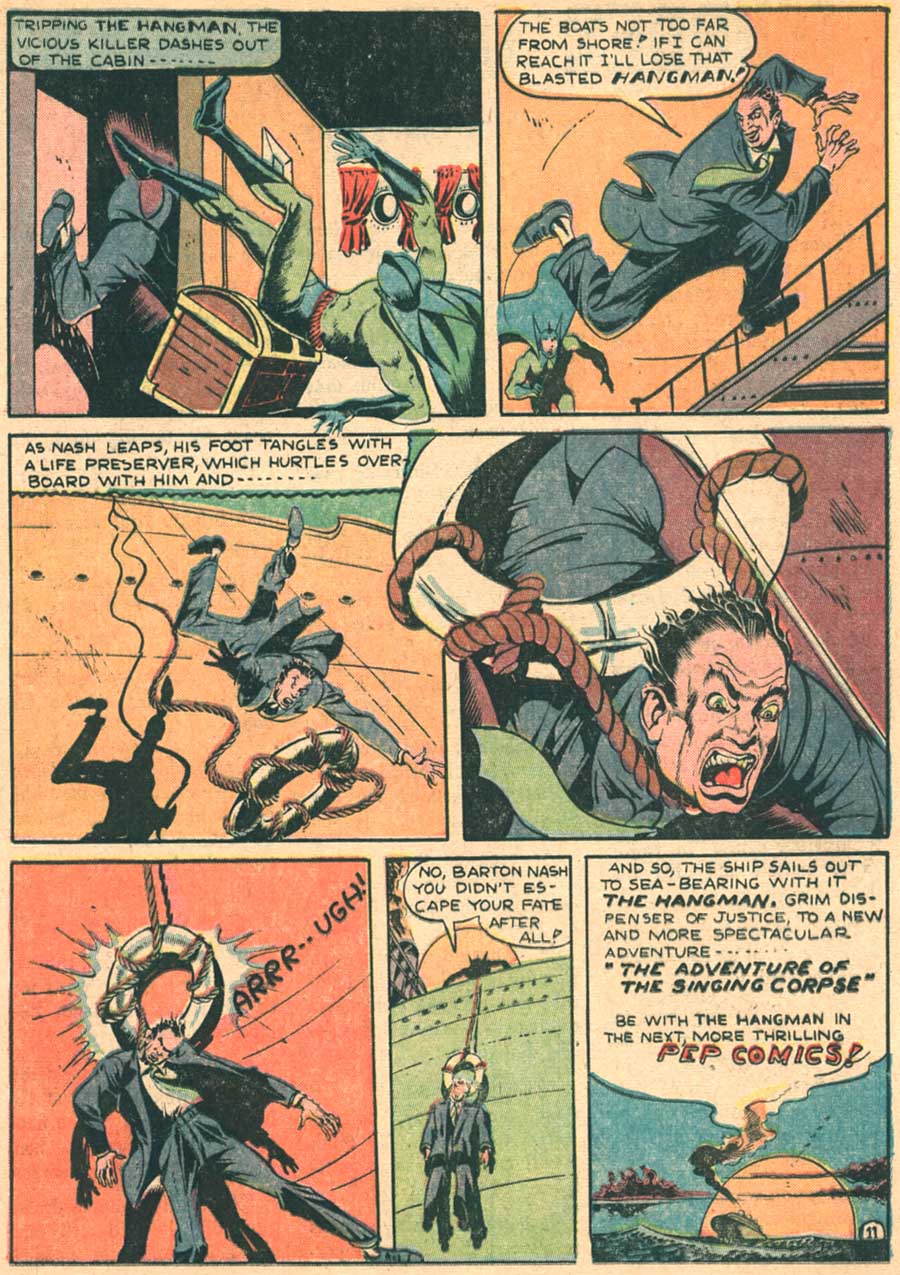 TRIPPING THE HANGMAN, THE
VICIOUS KILLER DASHES OUT
OF THE CABIN-------
THE BOATS NOT TOO FAR
FROM SHORE! IF I CAN
REACH IT I'LL LOSE THAT
BLASTED HANGMAN!
AS NASH LEAPS, HIS FOOT TANGLES WITH
A LIFE PRESERVER, WHICH HURTLES OVER-
BOARD WITH HIM AND--------
ARRR--UGH!
NO, BARTON NASH
YOU DIDN'T ES-
CAPE YOUR FATE
AFTER
ALL!
AND SO, THE SHIP SAILS OUT
TO SEA-BEARING WITH IT
THE HANGMAN. GRIM DIS-
PENSER OF JUSTICE, TO A NEW
AND MORE SPECTACULAR
ADVENTURE-------
"THE ADVENTURE OF
THE SINGING CORPSE"
BE WITH THE HANGMAN IN
THE NEXT, MORE THRILLING
PEP COMICS!
11